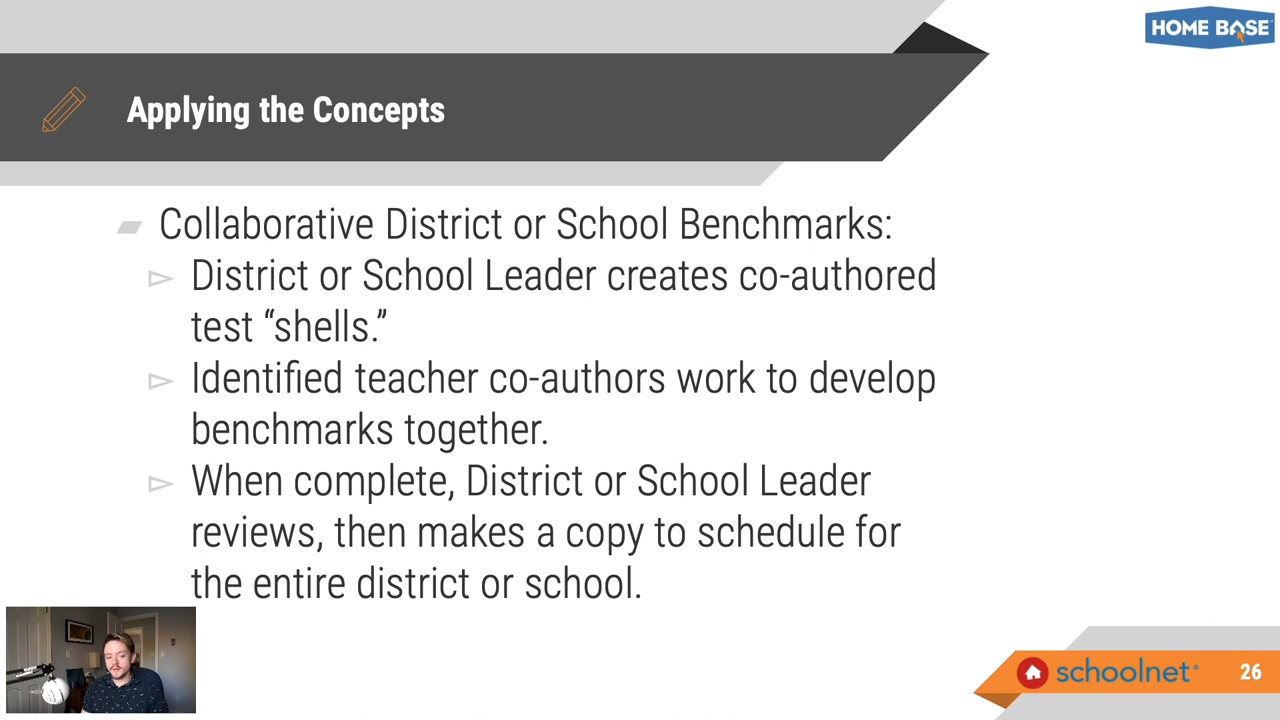 HOME BASE
Applying the Concepts
Collaborative District or School Benchmarks:
District or School Leader creates co-authored
test “shells.”
Identified teacher co-authors work to develop
benchmarks together.
When complete, District or School Leader
reviews, then makes a copy to schedule for
the entire district or school.
schoolnet®
26